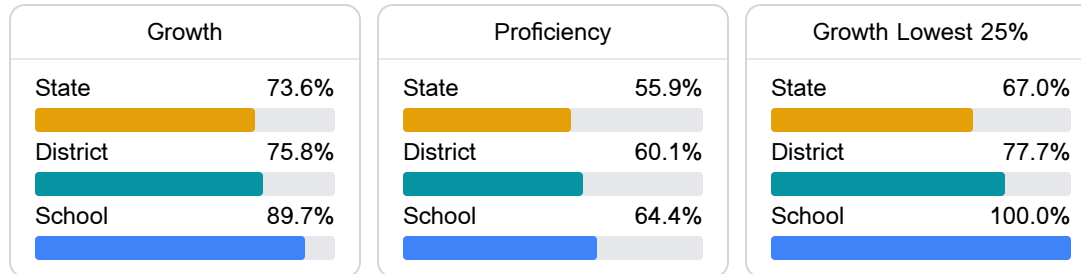 Growth
State 73.6%
District 75.8%
School 89.7%
Proficiency
State 55.9%
District 60.1%
School 64.4%
Growth Lowest 25%
State 67.0%
District 77.7%
School 100.0%